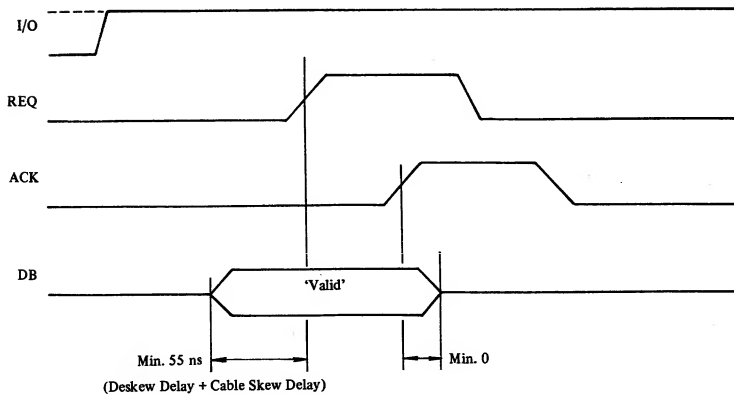 I/O
REQ
ACK
DB
‘Valid’
Min. 55 ns
Min. 0
(Deskew Delay + Cable Skew Delay)